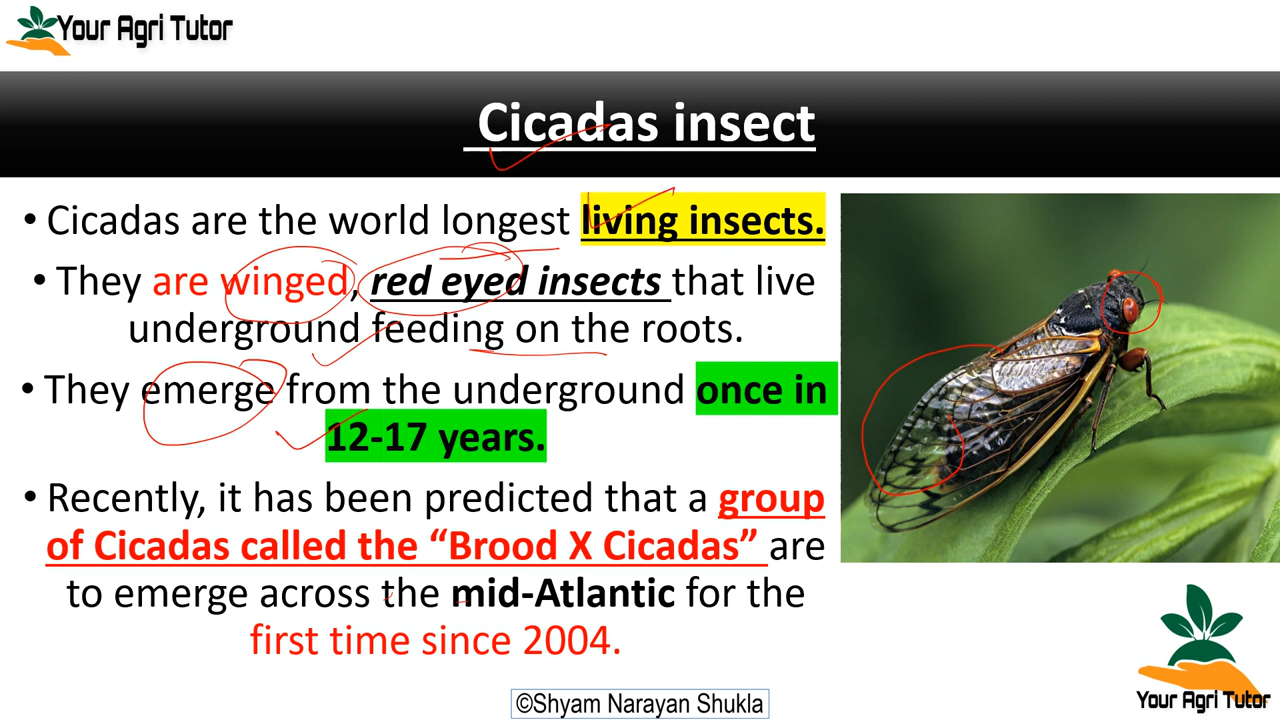 Your Agri Tutor
Cicadas insect
• Cicadas are the world longest living insects.
• They are winged, red eyed insects that live
underground feeding on the roots.
• They emerge from the underground once in
12-17 years.
• Recently, it has been predicted that a group
of Cicadas called the “Brood X Cicadas” are
to emerge across the mid-Atlantic for the
first time since 2004.
Your Agri Tutor
©Shyam Narayan Shukla